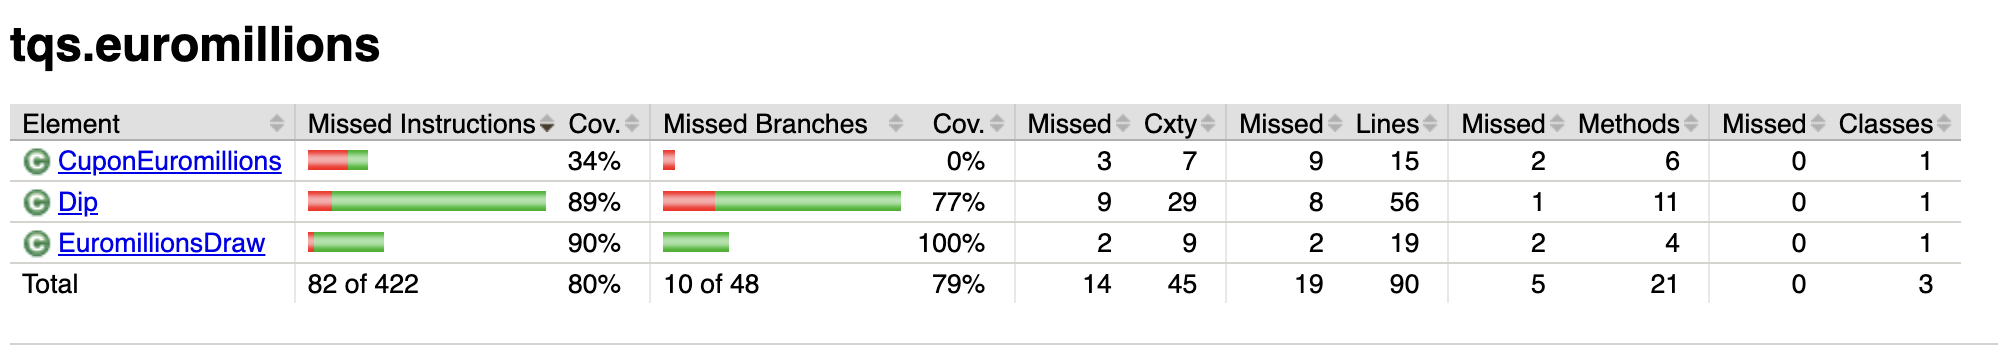 tqs.euromillions
Element Missed Instructions Cov. Missed Branches Cov. Missed Cxty Missed Lines Missed Methods Missed Classes
C CuponEuromillions 34% 0% 3 7 9 15 2 6 0 1
C Dip 89% 77% 9 29 8 56 1 11 0 1
C EuromillionsDraw 90% 100% 2 9 2 19 2 4 0 1
Total 82 of 422 80% 10 of 48 79% 14 45 19 90 5 21 0 3